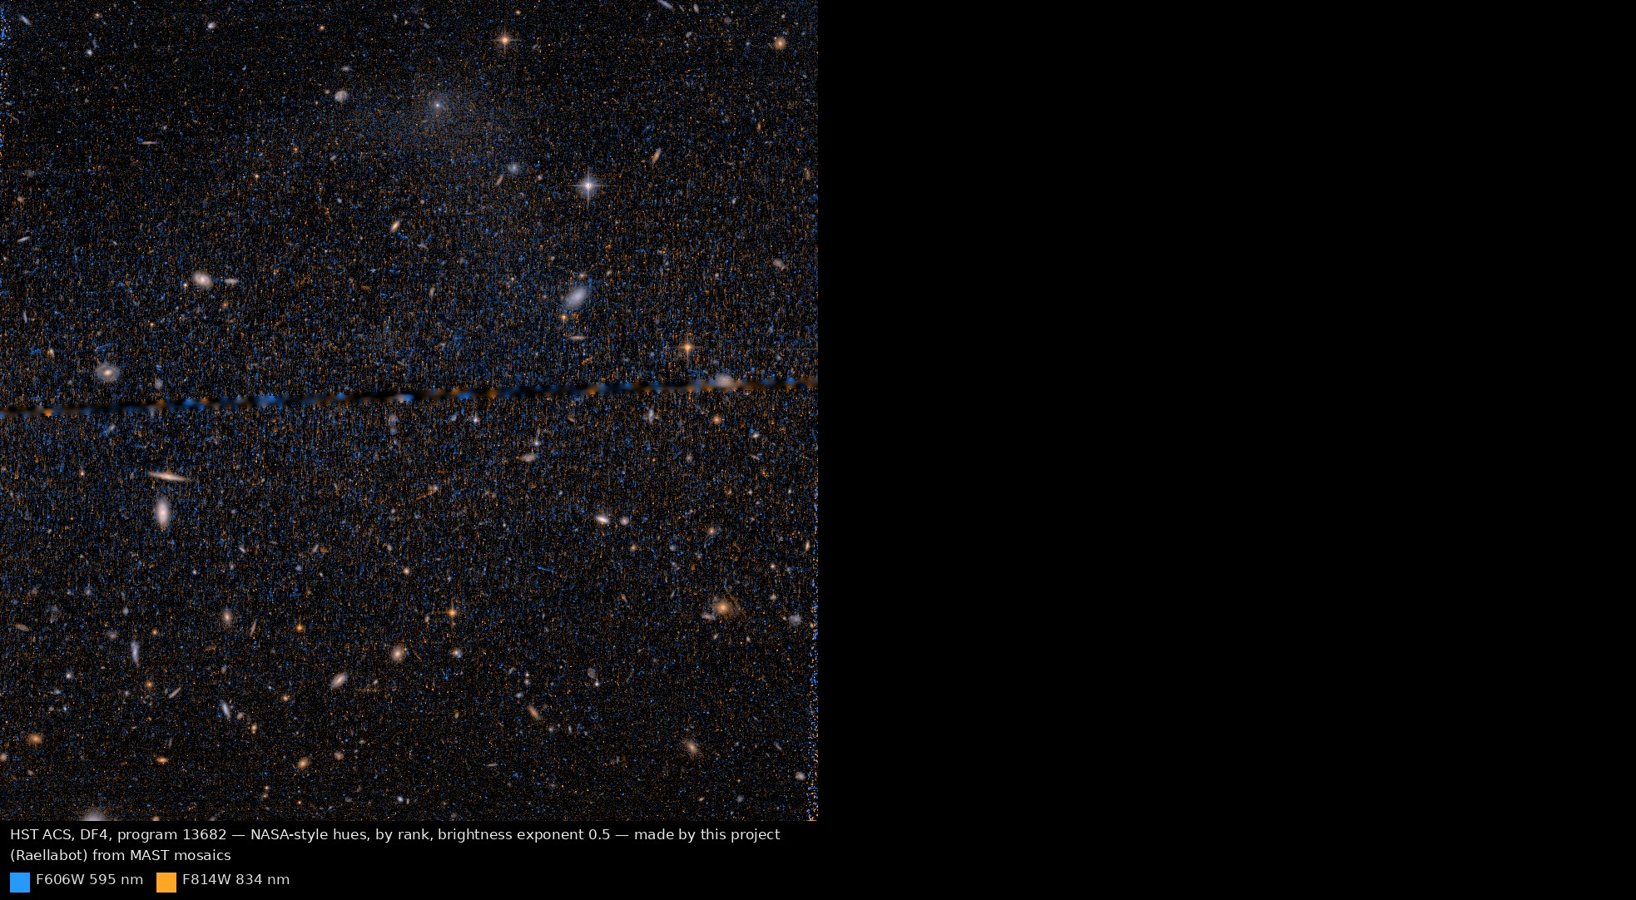 HST ACS, DF4, program 13682 — NASA-style hues, by rank, brightness exponent 0.5 — made by this project
(Raellabot) from MAST mosaics
F606W 595 nm F814W 834 nm